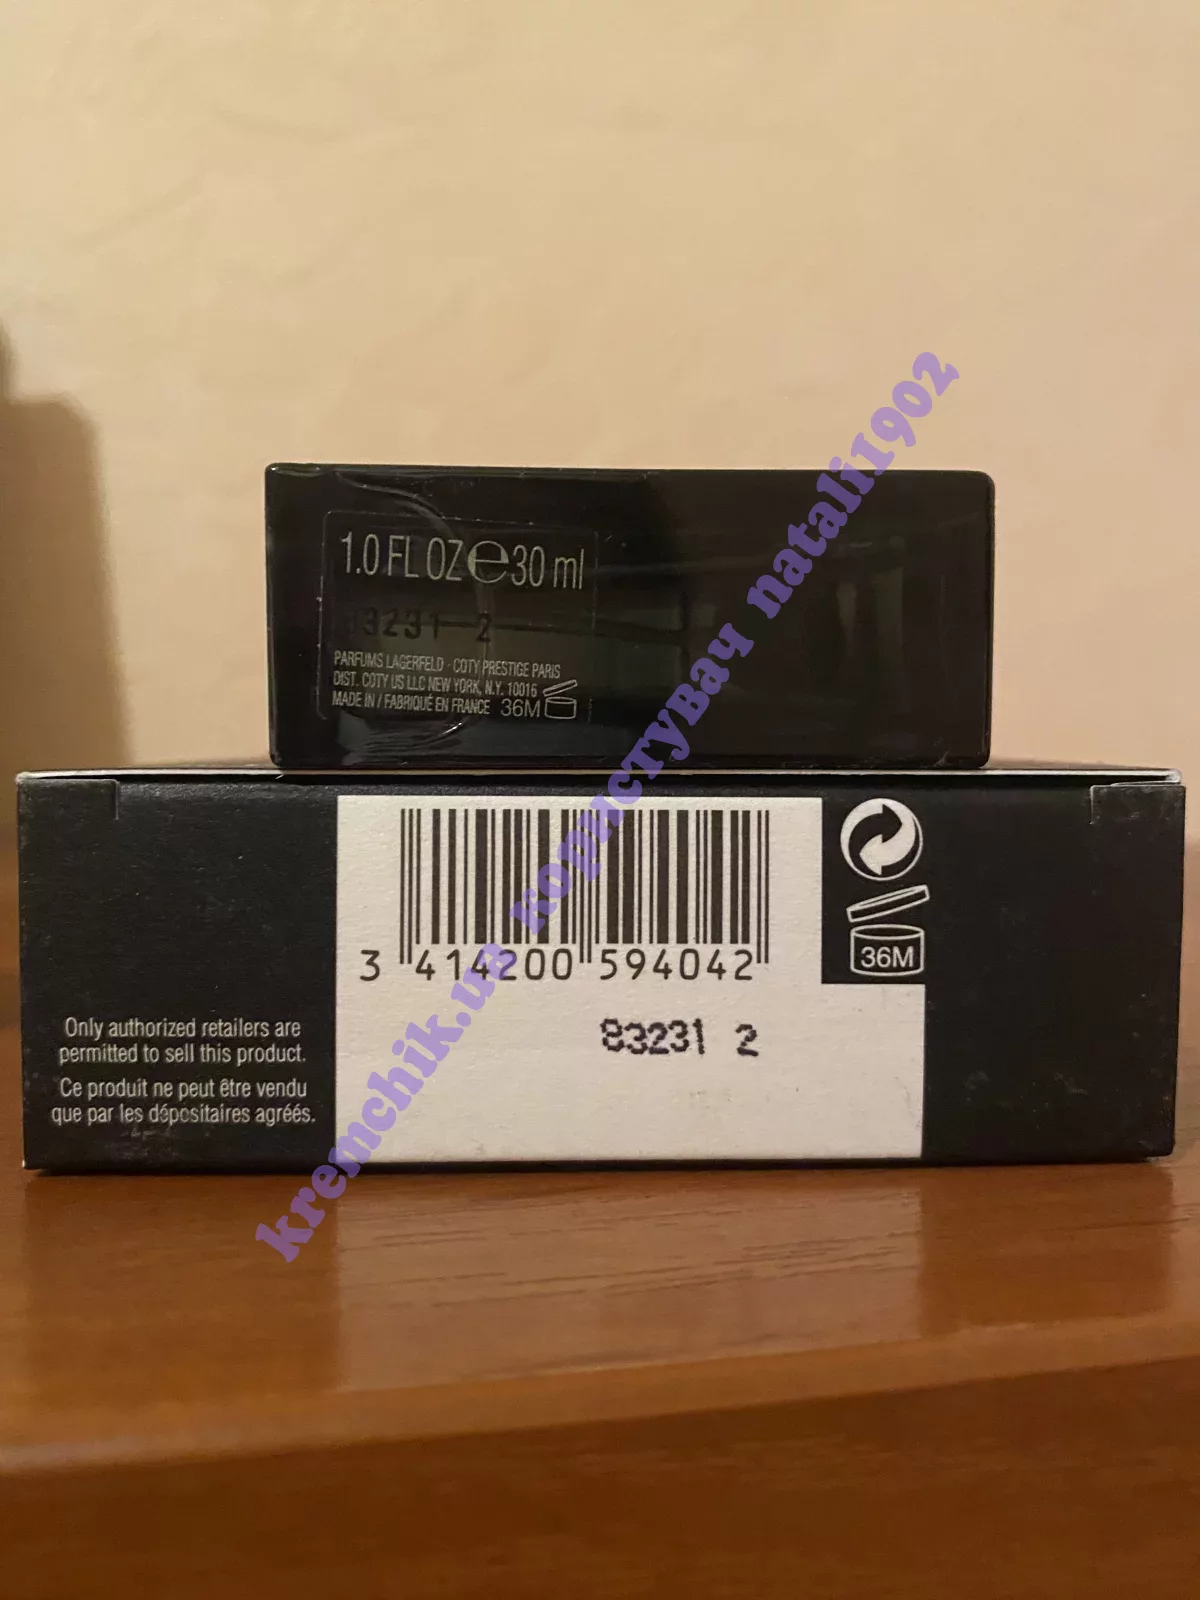 1.0 FL OZ ℮ 30 ml
3231 2
PARFUMS LAGERFELD · COTY PRESTIGE PARIS
DIST. COTY US LLC NEW YORK, N.Y. 10016
MADE IN / FABRIQUÉ EN FRANCE 36M
3 414200 594042
36M
83231 2
Only authorized retailers are
permitted to sell this product.
Ce produit ne peut être vendu
que par les dépositaires agréés.
kremchik.ua користувач natali1902